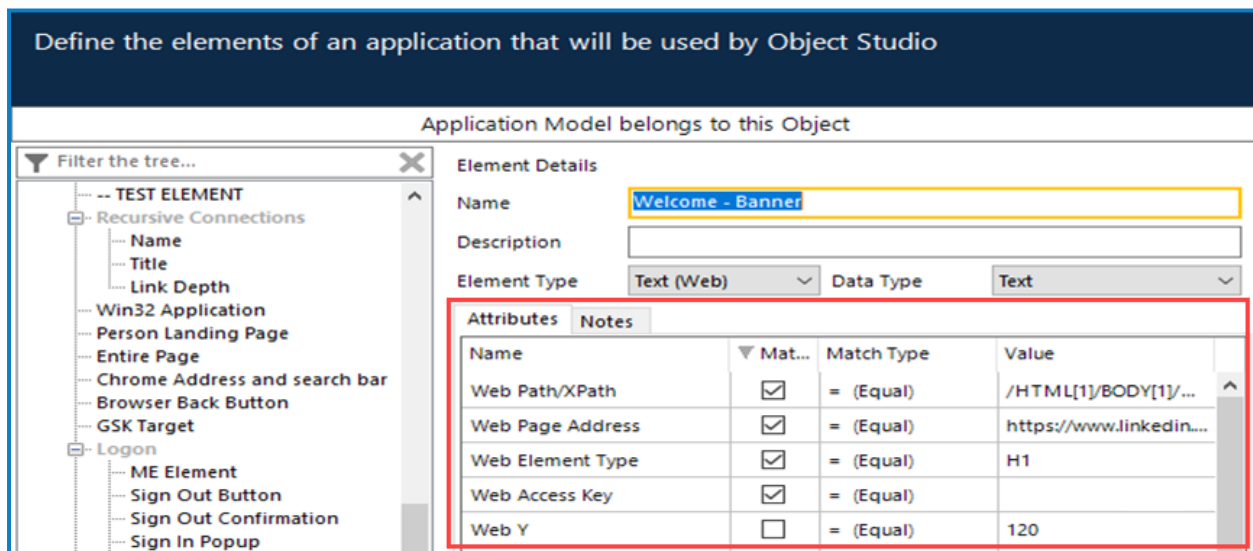 Define the elements of an application that will be used by Object Studio
Application Model belongs to this Object
Filter the tree...
-- TEST ELEMENT
Recursive Connections
Name
Title
Link Depth
Win32 Application
Person Landing Page
Entire Page
Chrome Address and search bar
Browser Back Button
GSK Target
Logon
ME Element
Sign Out Button
Sign Out Confirmation
Sign In Popup
Element Details
Name Welcome - Banner
Description
Element Type Text (Web) Data Type Text
Attributes Notes
Name Mat... Match Type Value
Web Path/XPath = (Equal) /HTML[1]/BODY[1]/...
Web Page Address = (Equal) https://www.linkedin....
Web Element Type = (Equal) H1
Web Access Key = (Equal)
Web Y = (Equal) 120